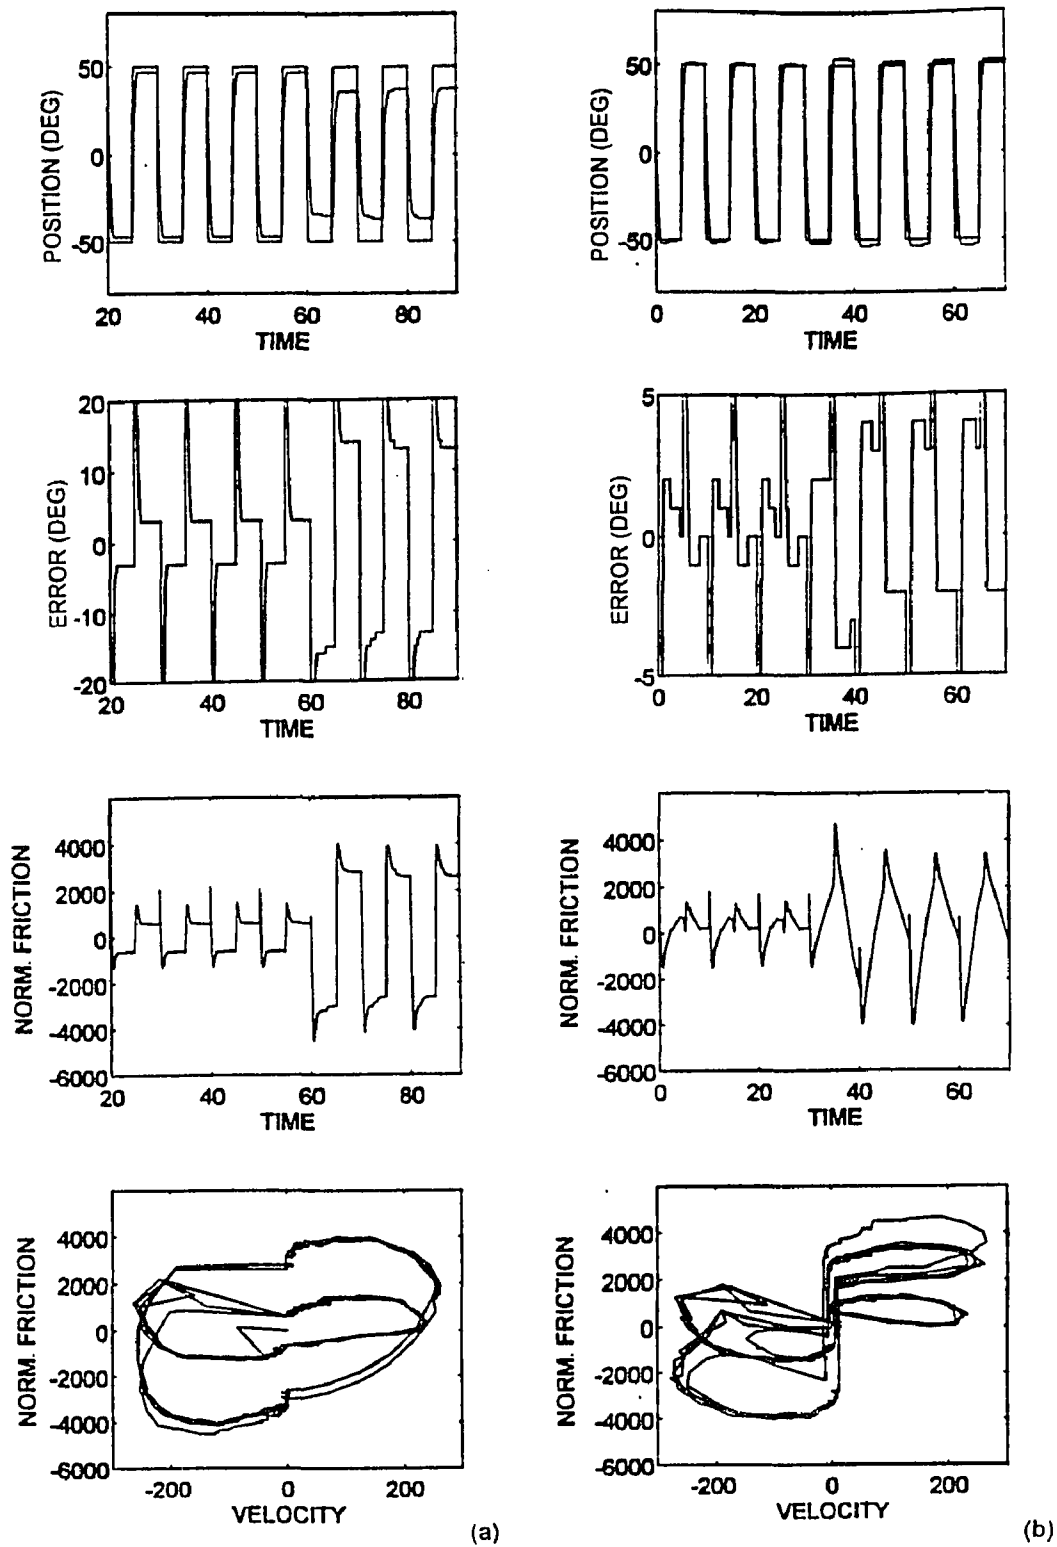 POSITION (DEG)
50
0
-50
20 40 60 80
TIME
POSITION (DEG)
50
0
-50
0 20 40 60
TIME
ERROR (DEG)
20
10
0
-10
-20
20 40 60 80
TIME
ERROR (DEG)
5
0
-5
0 20 40 60
TIME
NORM. FRICTION
4000
2000
0
-2000
-4000
-6000
20 40 60 80
TIME
NORM. FRICTION
4000
2000
0
-2000
-4000
-6000
0 20 40 60
TIME
NORM. FRICTION
4000
2000
0
-2000
-4000
-6000
-200 0 200
VELOCITY
(a)
NORM. FRICTION
4000
2000
0
-2000
-4000
-6000
-200 0 200
VELOCITY
(b)